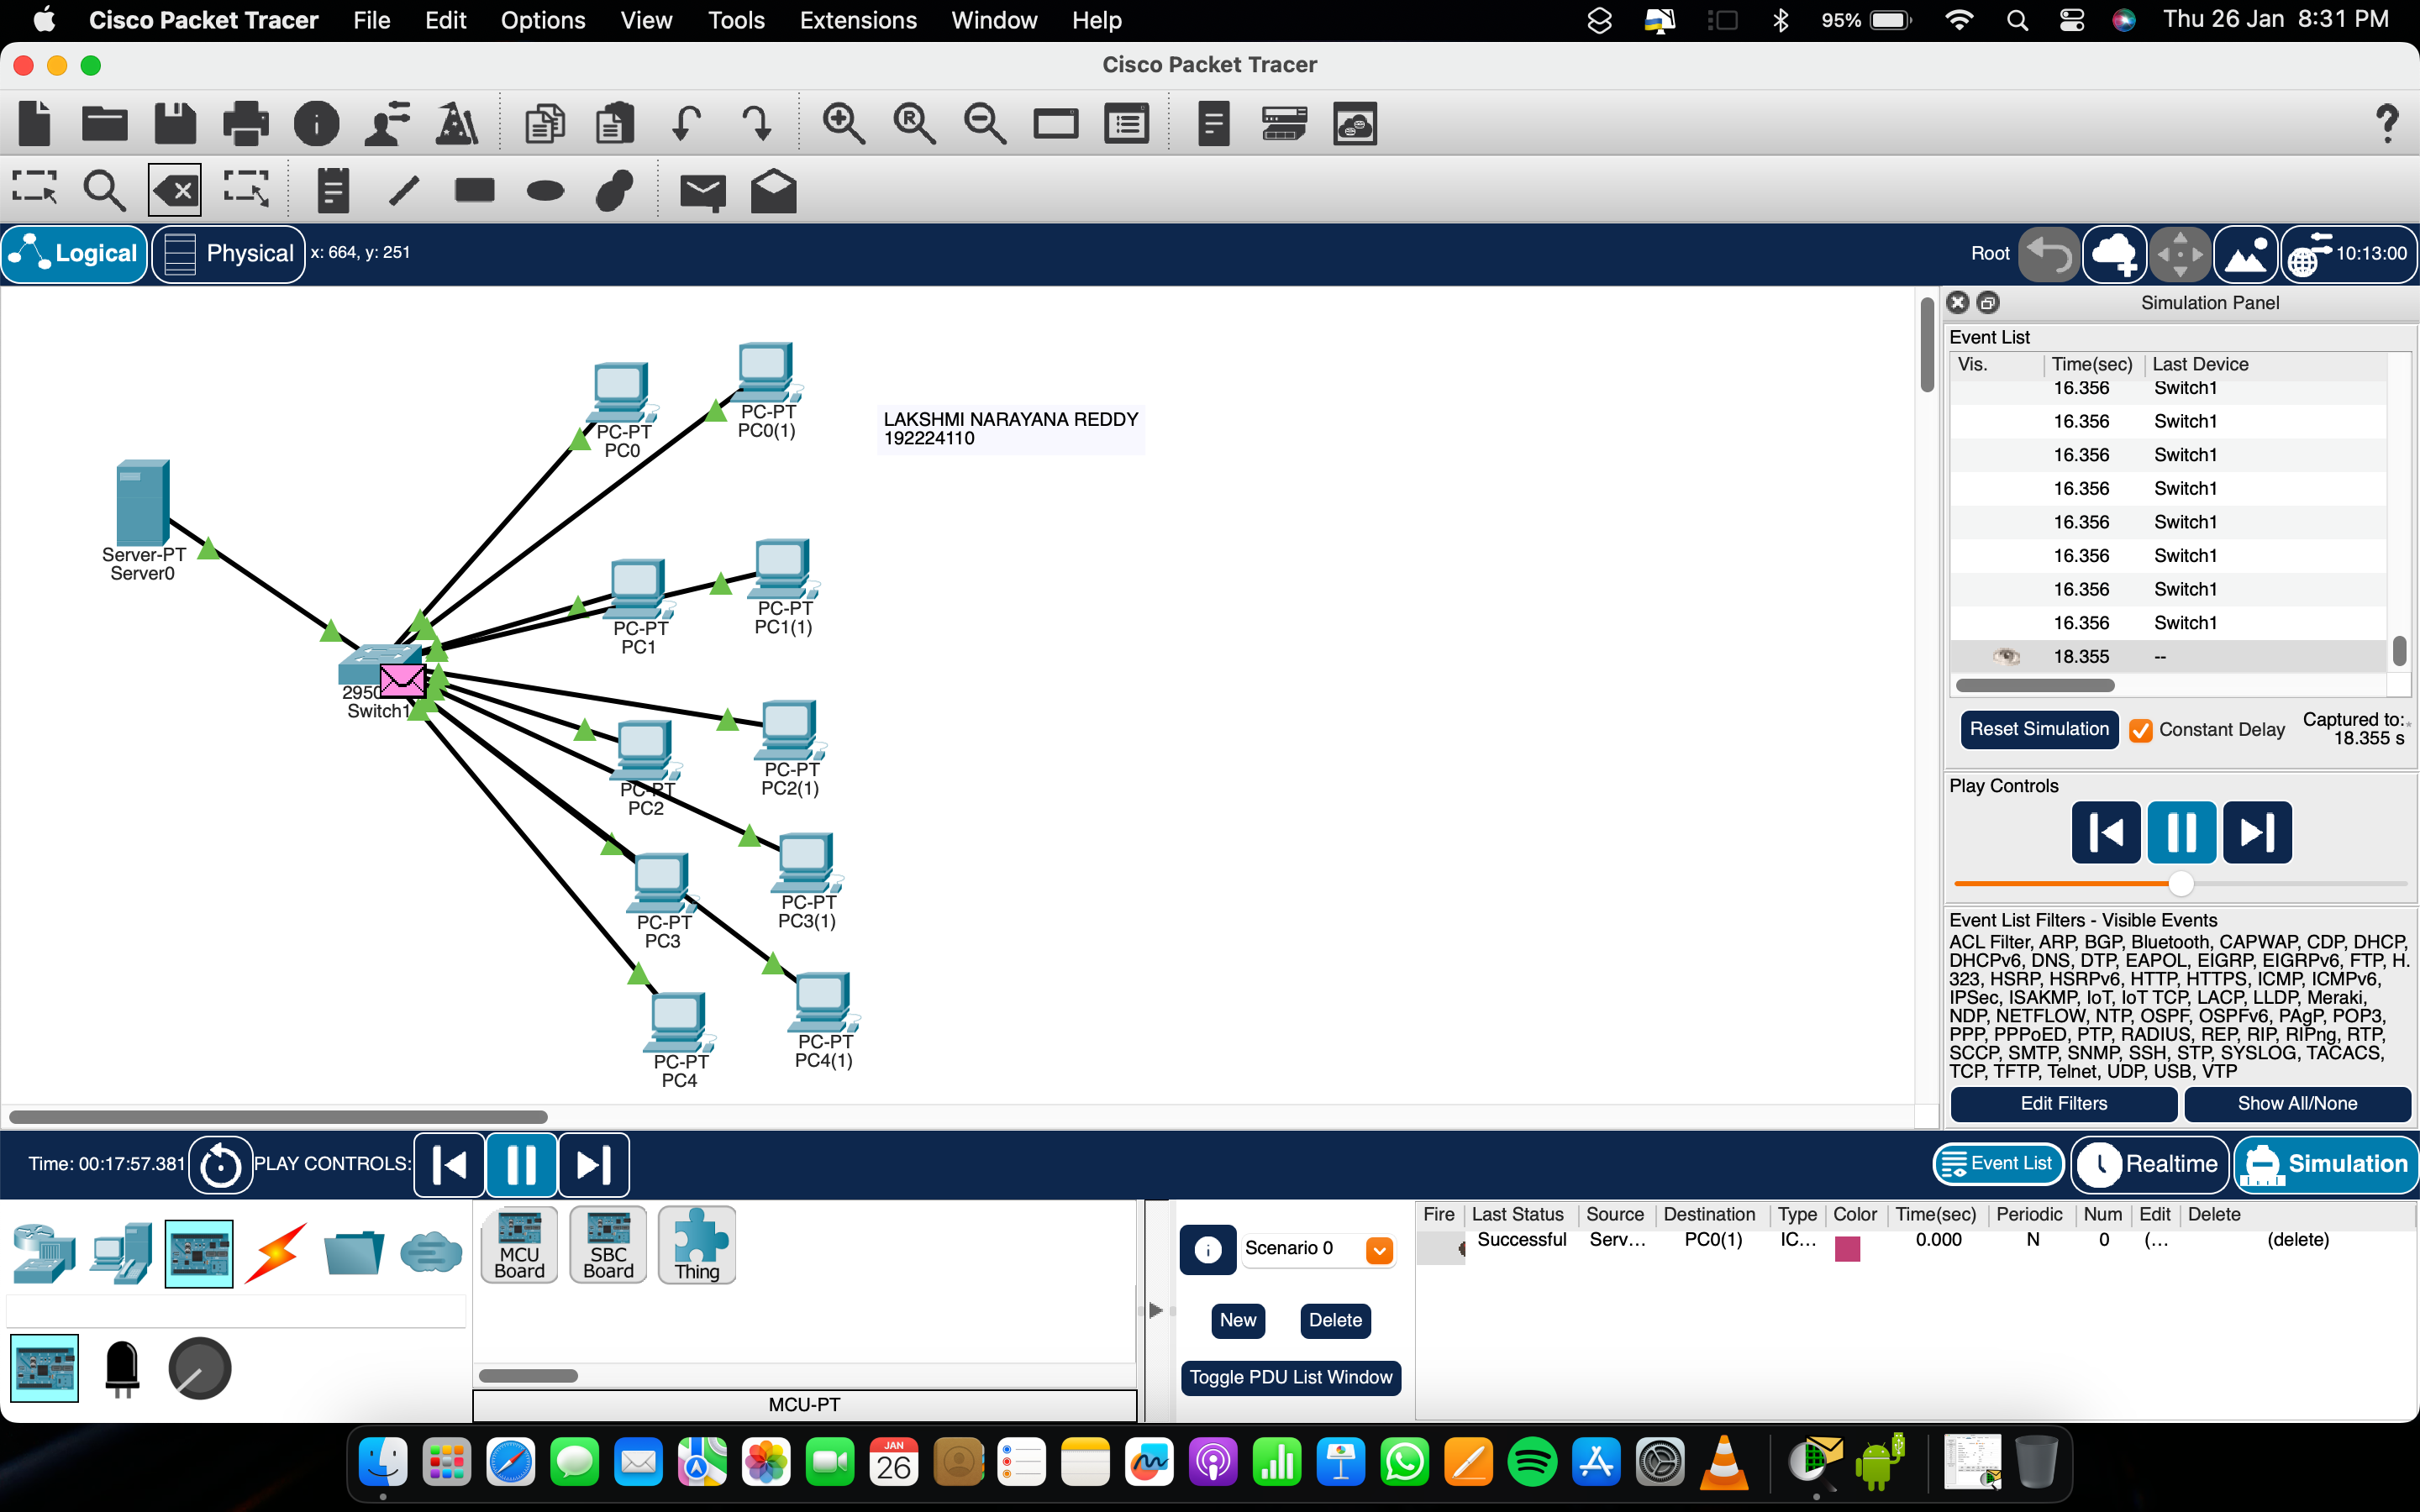 Cisco Packet Tracer File Edit Options View Tools Extensions Window Help 95% Thu 26 Jan 8:31 PM
Cisco Packet Tracer
Logical Physical x: 664, y: 251 Root 10:13:00
Simulation Panel
Event List
Vis. Time(sec) Last Device
16.356 Switch1
16.356 Switch1
16.356 Switch1
16.356 Switch1
16.356 Switch1
16.356 Switch1
16.356 Switch1
16.356 Switch1
18.355 --
Reset Simulation Constant Delay Captured to:*
18.355 s
Play Controls
Event List Filters - Visible Events
ACL Filter, ARP, BGP, Bluetooth, CAPWAP, CDP, DHCP,
DHCPv6, DNS, DTP, EAPOL, EIGRP, EIGRPv6, FTP, H.
323, HSRP, HSRPv6, HTTP, HTTPS, ICMP, ICMPv6,
IPSec, ISAKMP, IoT, IoT TCP, LACP, LLDP, Meraki,
NDP, NETFLOW, NTP, OSPF, OSPFv6, PAgP, POP3,
PPP, PPPoED, PTP, RADIUS, REP, RIP, RIPng, RTP,
SCCP, SMTP, SNMP, SSH, STP, SYSLOG, TACACS,
TCP, TFTP, Telnet, UDP, USB, VTP
Edit Filters Show All/None
LAKSHMI NARAYANA REDDY
192224110
PC-PT
PC0
PC-PT
PC0(1)
Server-PT
Server0
PC-PT
PC1
PC-PT
PC1(1)
2950
Switch1
PC-PT
PC2
PC-PT
PC2(1)
PC-PT
PC3
PC-PT
PC3(1)
PC-PT
PC4
PC-PT
PC4(1)
Time: 00:17:57.381 PLAY CONTROLS: Event List Realtime Simulation
MCU
Board
SBC
Board
Thing
MCU-PT
Scenario 0
New Delete
Toggle PDU List Window
Fire Last Status Source Destination Type Color Time(sec) Periodic Num Edit Delete
Successful Serv... PC0(1) IC... 0.000 N 0 (... (delete)
JAN
26